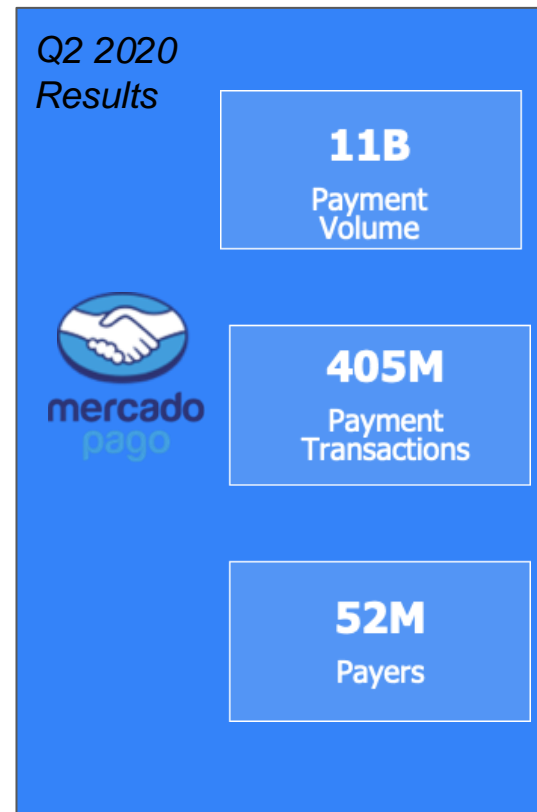 Q2 2020
Results
11B
Payment
Volume
mercado
pago
405M
Payment
Transactions
52M
Payers